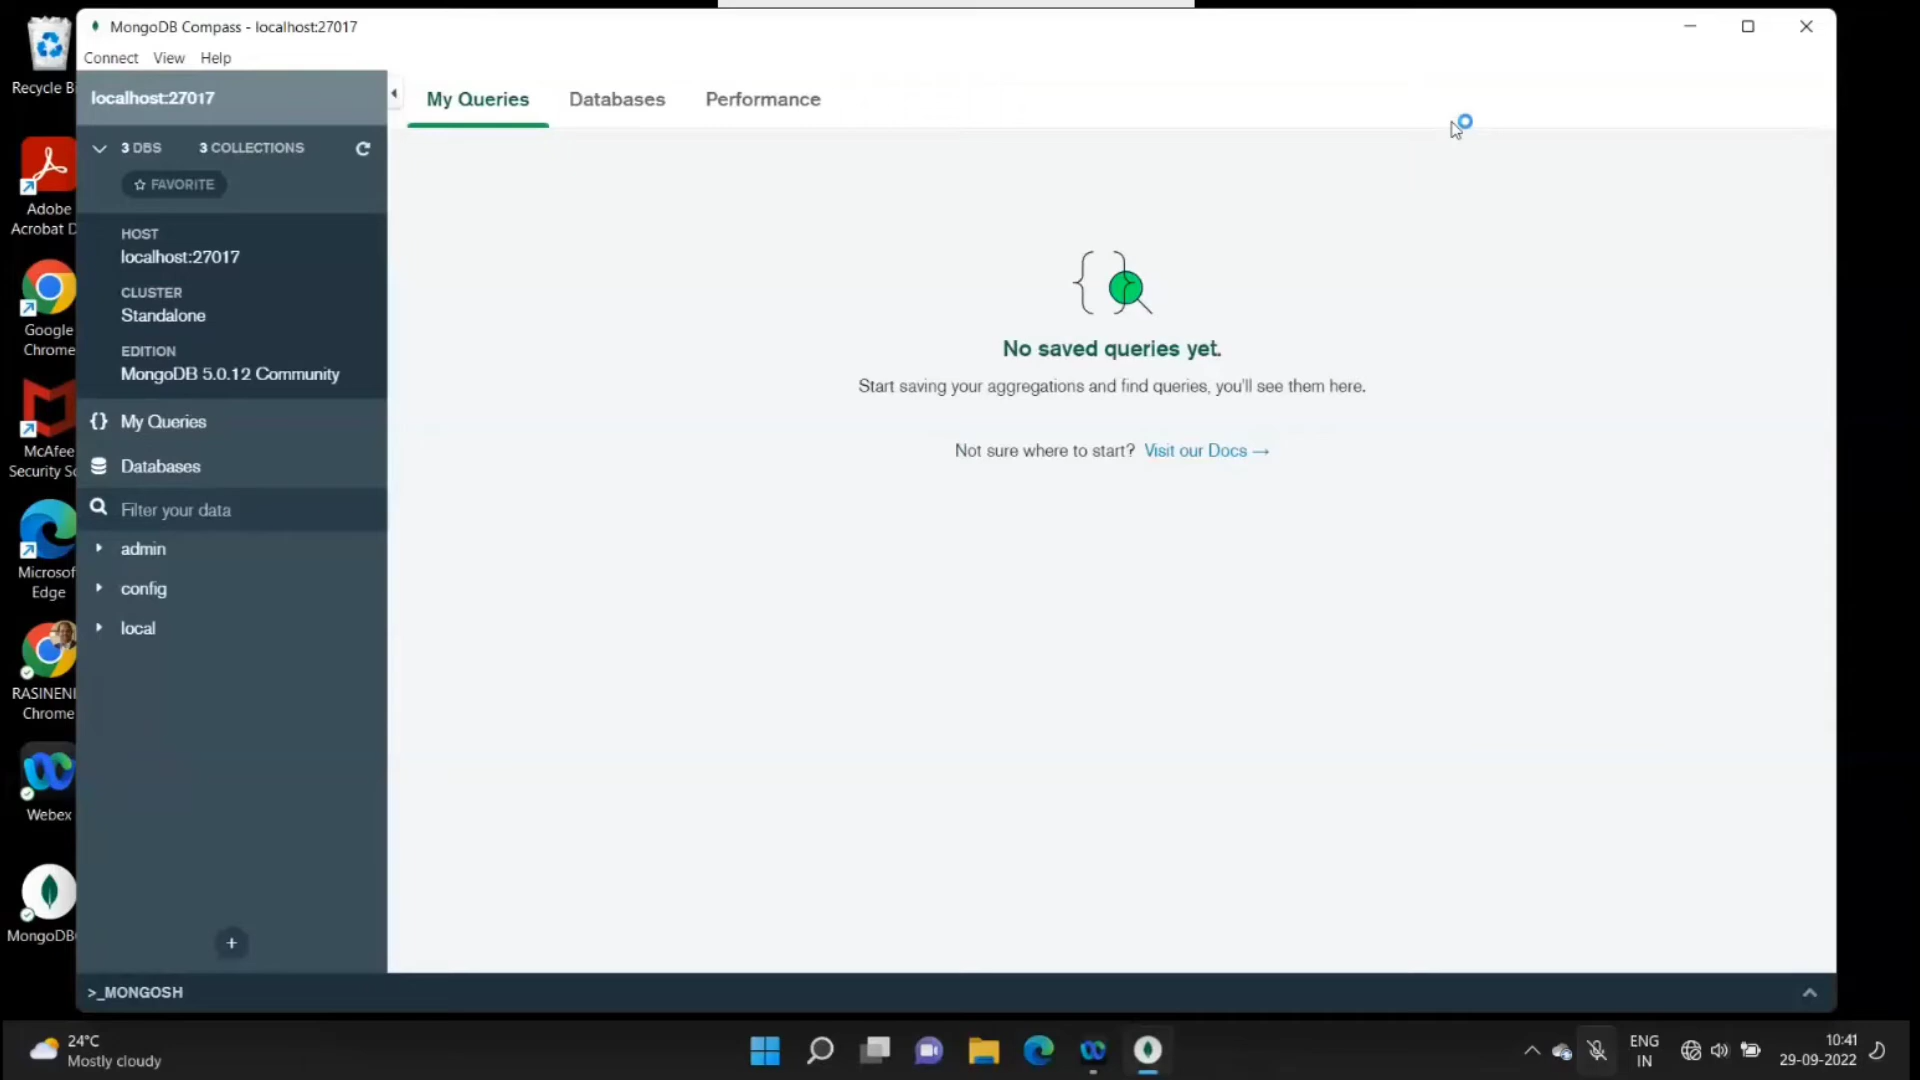 MongoDB Compass - localhost:27017
Connect View Help
localhost:27017
My Queries Databases Performance
3 DBS 3 COLLECTIONS
FAVORITE
HOST
localhost:27017
CLUSTER
Standalone
EDITION
MongoDB 5.0.12 Community
{} My Queries
Databases
Filter your data
admin
config
local
+
No saved queries yet.
Start saving your aggregations and find queries, you'll see them here.
Not sure where to start? Visit our Docs →
>_MONGOSH
Recycle B
Adobe
Acrobat D
Google
Chrome
McAfee
Security Sc
Microsof
Edge
RASINENI
Chrome
Webex
MongoDB
24°C
Mostly cloudy
ENG
IN
10:41
29-09-2022